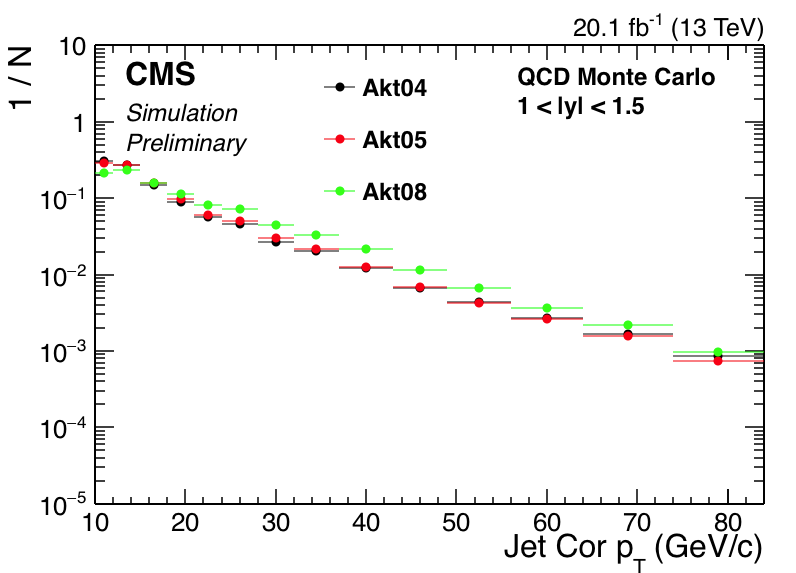 20.1 fb⁻¹ (13 TeV)
1 / N
CMS
Simulation
Preliminary
Akt04
Akt05
Akt08
QCD Monte Carlo
1 < |y| < 1.5
10
1
10⁻¹
10⁻²
10⁻³
10⁻⁴
10⁻⁵
10 20 30 40 50 60 70 80
Jet Cor p_T (GeV/c)